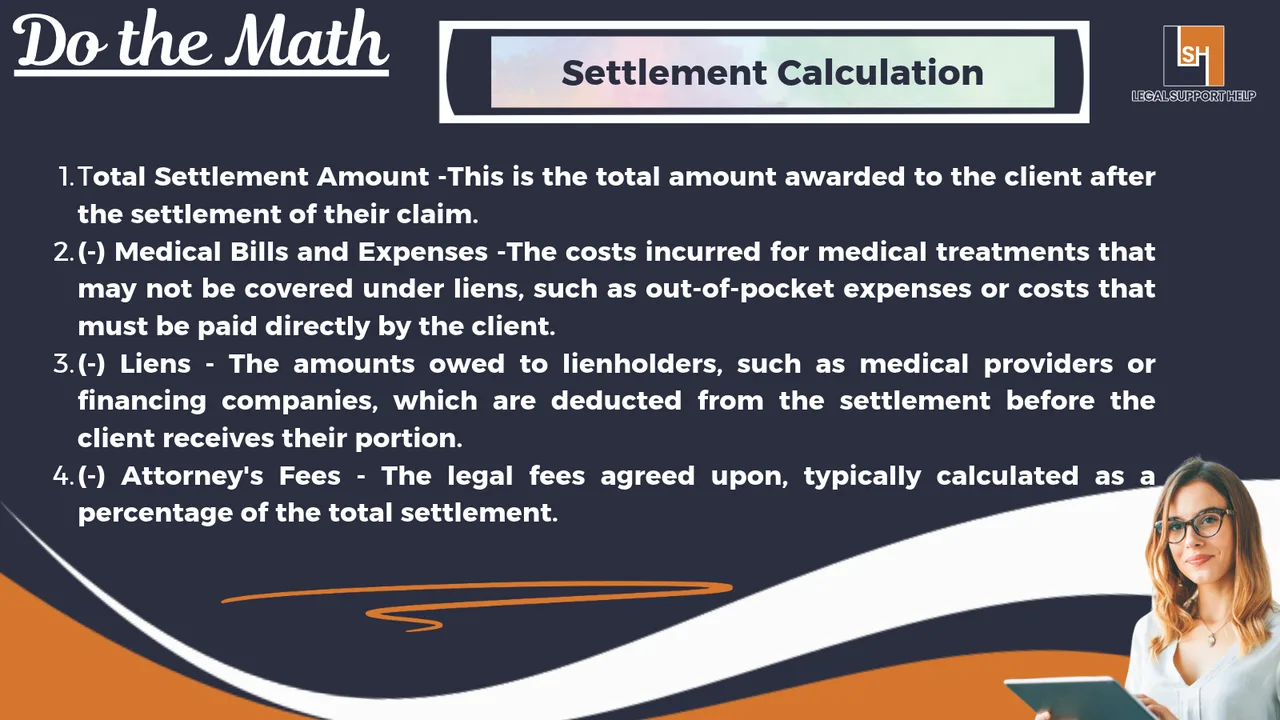 Do the Math
Settlement Calculation
LSH
LEGAL SUPPORT HELP
1. Total Settlement Amount -This is the total amount awarded to the client after
the settlement of their claim.
2. (-) Medical Bills and Expenses -The costs incurred for medical treatments that
may not be covered under liens, such as out-of-pocket expenses or costs that
must be paid directly by the client.
3. (-) Liens - The amounts owed to lienholders, such as medical providers or
financing companies, which are deducted from the settlement before the
client receives their portion.
4. (-) Attorney's Fees - The legal fees agreed upon, typically calculated as a
percentage of the total settlement.